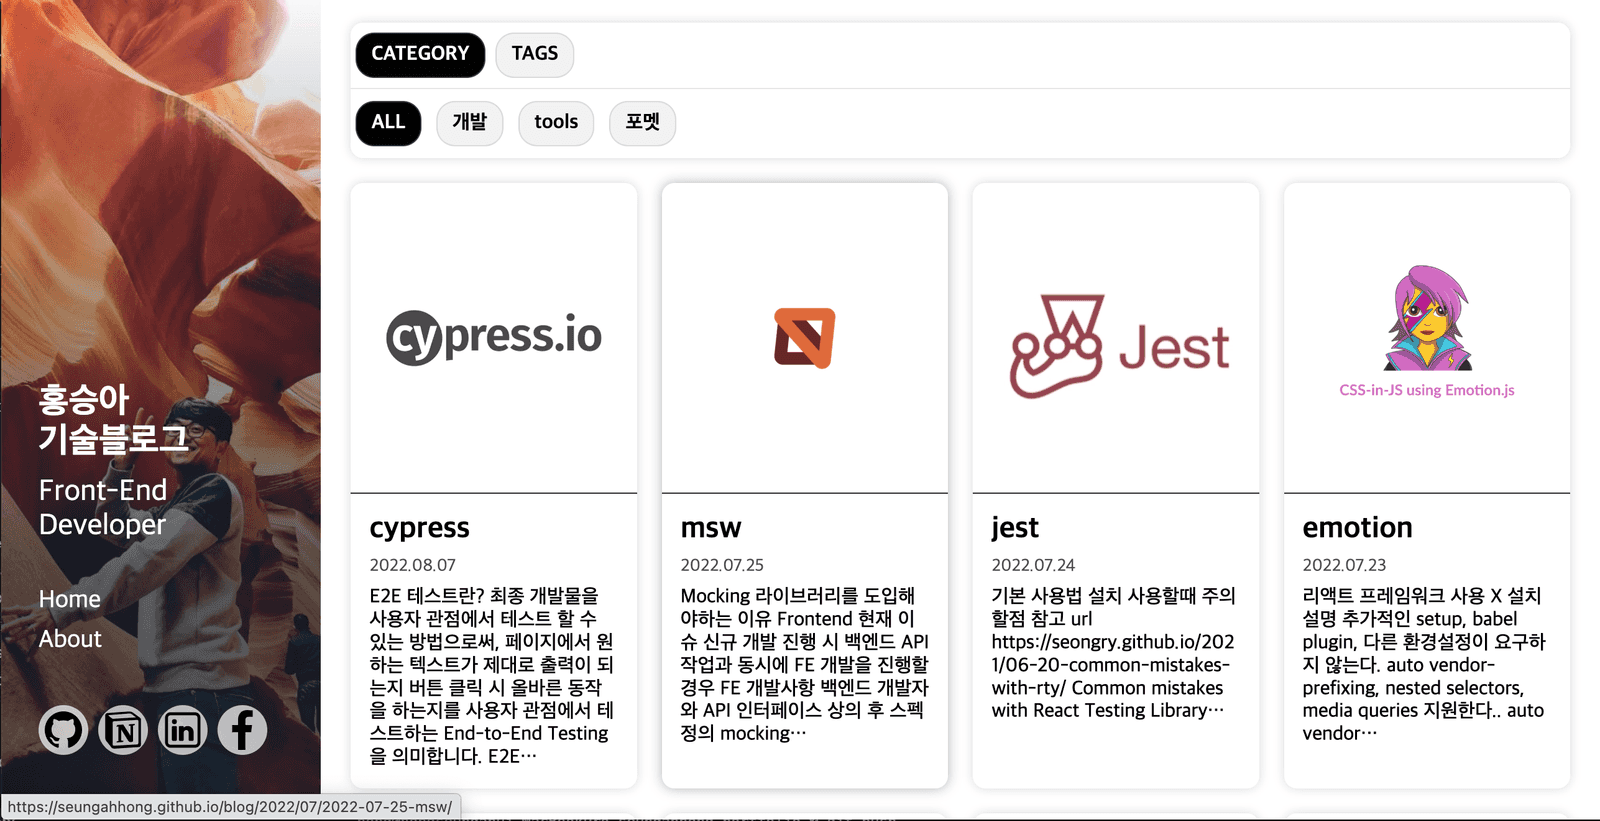 홍승아
기술블로그
Front-End
Developer
Home
About
CATEGORY
TAGS
ALL
개발
tools
포멧
cypress.io
cypress
2022.08.07
E2E 테스트란? 최종 개발물을
사용자 관점에서 테스트 할 수
있는 방법으로써, 페이지에서 원
하는 텍스트가 제대로 출력이 되
는지 버튼 클릭 시 올바른 동작
을 하는지를 사용자 관점에서 테
스트하는 End-to-End Testing
을 의미합니다. E2E…
msw
2022.07.25
Mocking 라이브러리를 도입해
야하는 이유 Frontend 현재 이
슈 신규 개발 진행 시 백엔드 API
작업과 동시에 FE 개발을 진행할
경우 FE 개발사항 백엔드 개발자
와 API 인터페이스 상의 후 스펙
정의 mocking…
Jest
jest
2022.07.24
기본 사용법 설치 사용할때 주의
할점 참고 url
https://seongry.github.io/202
1/06-20-common-mistakes-
with-rty/ Common mistakes
with React Testing Library…
CSS-in-JS using Emotion.js
emotion
2022.07.23
리액트 프레임워크 사용 X 설치
설명 추가적인 setup, babel
plugin, 다른 환경설정이 요구하
지 않는다. auto vendor-
prefixing, nested selectors,
media queries 지원한다.. auto
vendor…
https://seungahhong.github.io/blog/2022/07/2022-07-25-msw/